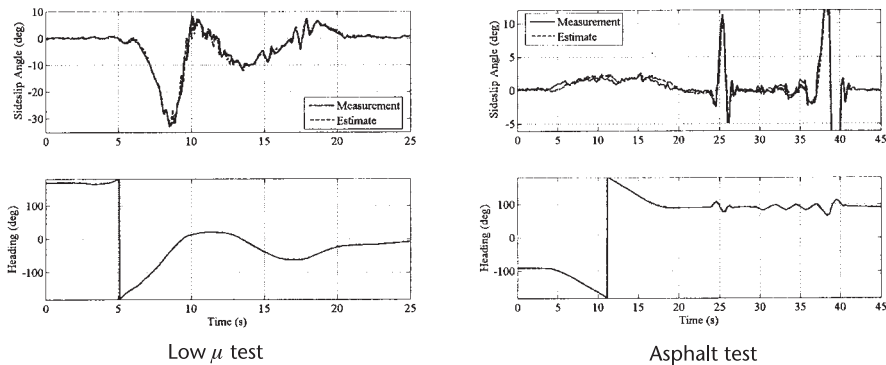 Sideslip Angle (deg)
10
0
-10
-20
-30
Measurement
Estimate
0 5 10 15 20 25
Heading (deg)
100
0
-100
0 5 10 15 20 25
Time (s)
Low μ test
Sideslip Angle (deg)
10
5
0
-5
Measurement
Estimate
0 5 10 15 20 25 30 35 40 45
Heading (deg)
100
0
-100
0 5 10 15 20 25 30 35 40 45
Time (s)
Asphalt test